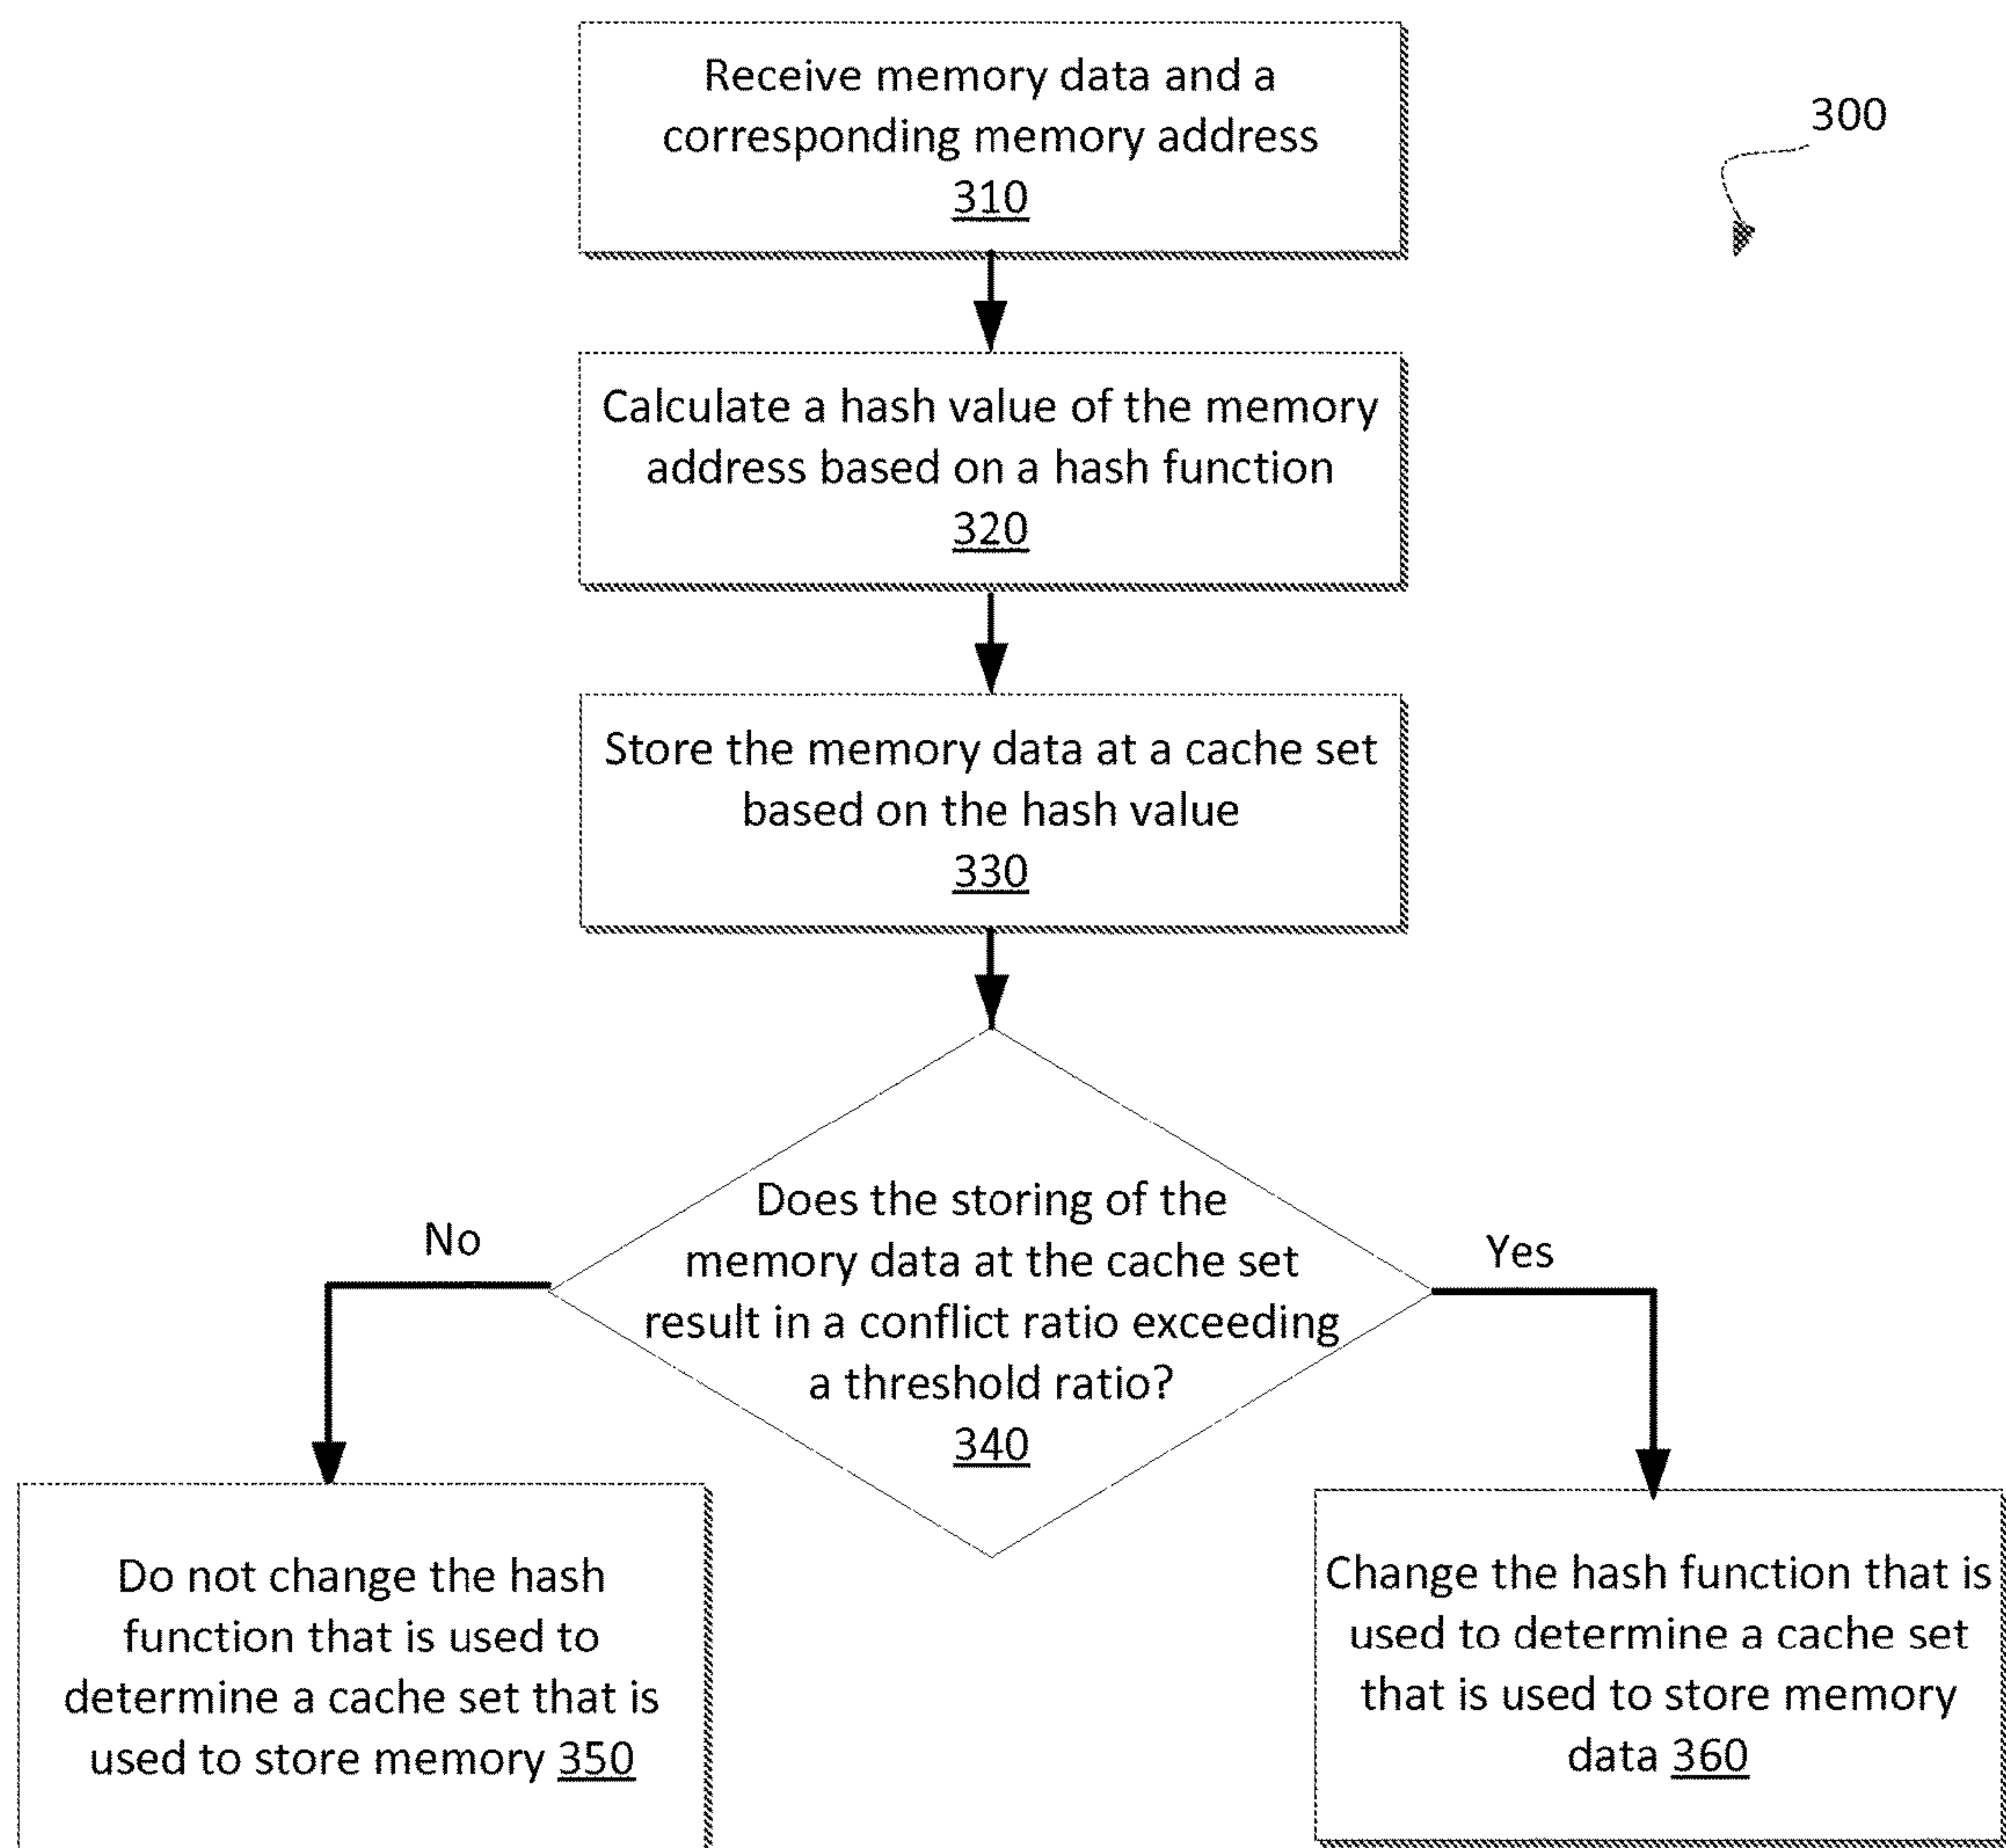 Receive memory data and a
corresponding memory address
310
300
Calculate a hash value of the memory
address based on a hash function
320
Store the memory data at a cache set
based on the hash value
330
Does the storing of the
memory data at the cache set
result in a conflict ratio exceeding
a threshold ratio?
340
No
Yes
Do not change the hash
function that is used to
determine a cache set that is
used to store memory 350
Change the hash function that is
used to determine a cache set
that is used to store memory
data 360